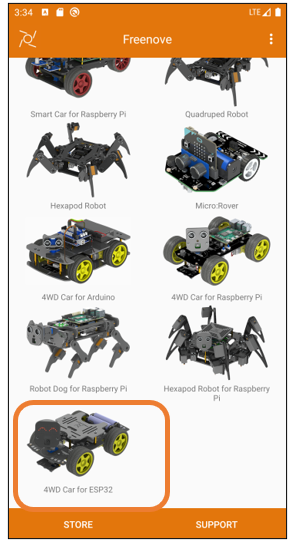 3:34
LTE
Freenove
Smart Car for Raspberry Pi
Quadruped Robot
Hexapod Robot
Micro:Rover
4WD Car for Arduino
4WD Car for Raspberry Pi
Robot Dog for Raspberry Pi
Hexapod Robot for Raspberry
Pi
4WD Car for ESP32
STORE
SUPPORT